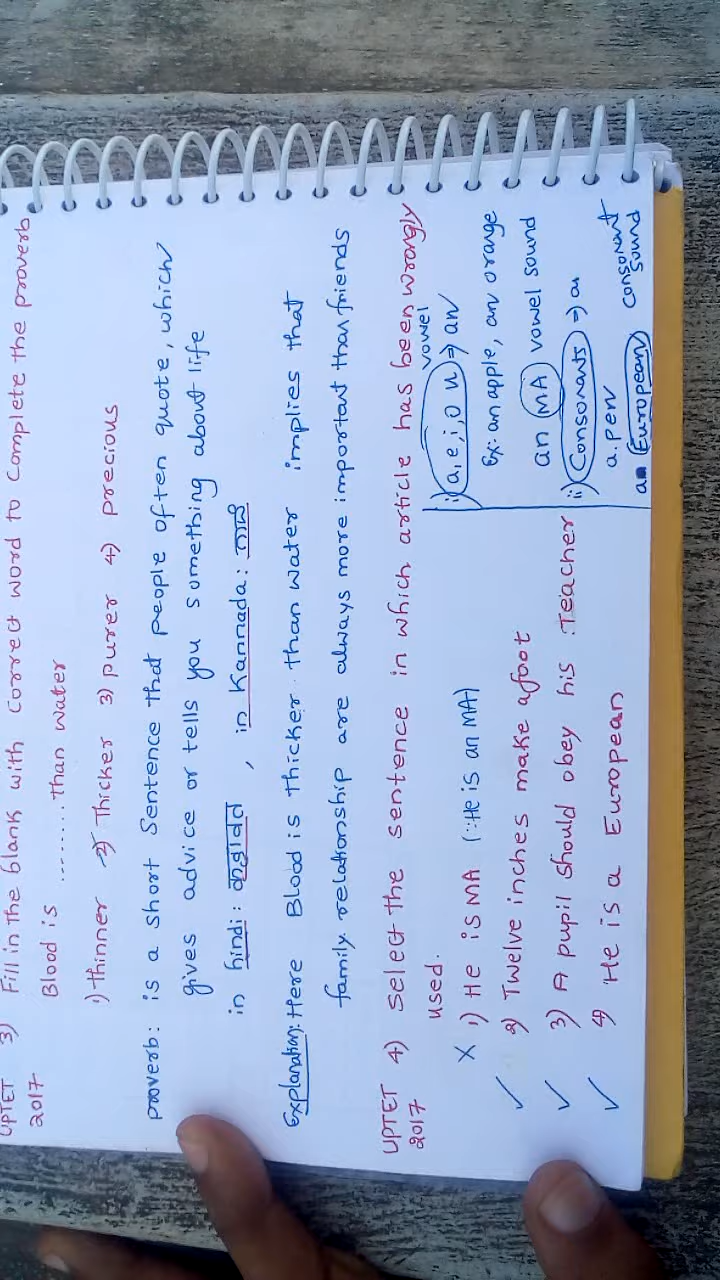 UPTET 3) Fill in the blank with correct word to complete the proverb
2017 Blood is ........ than water
1) thinner 2) Thicker 3) purer 4) precious
proverb: is a short sentence that people often quote, which
gives advice or tells you something about life
in hindi: कहावत , in Kannada: ಗಾದೆ
Explanation: Here Blood is thicker than water implies that
family relationship are always more important than friends
UPTET 4) select the sentence in which article has been wrongly
2017 used.
X 1) He is MA (∵ He is an MA)
✓ 2) Twelve inches make a foot
✓ 3) A pupil should obey his Teacher
✓ 4) He is a European
i) a, e, i, o u ⇒ an vowel
Ex: an apple, an orange
an MA vowel sound
ii) Consonants ⇒ a
a. pen
a European consonant sound